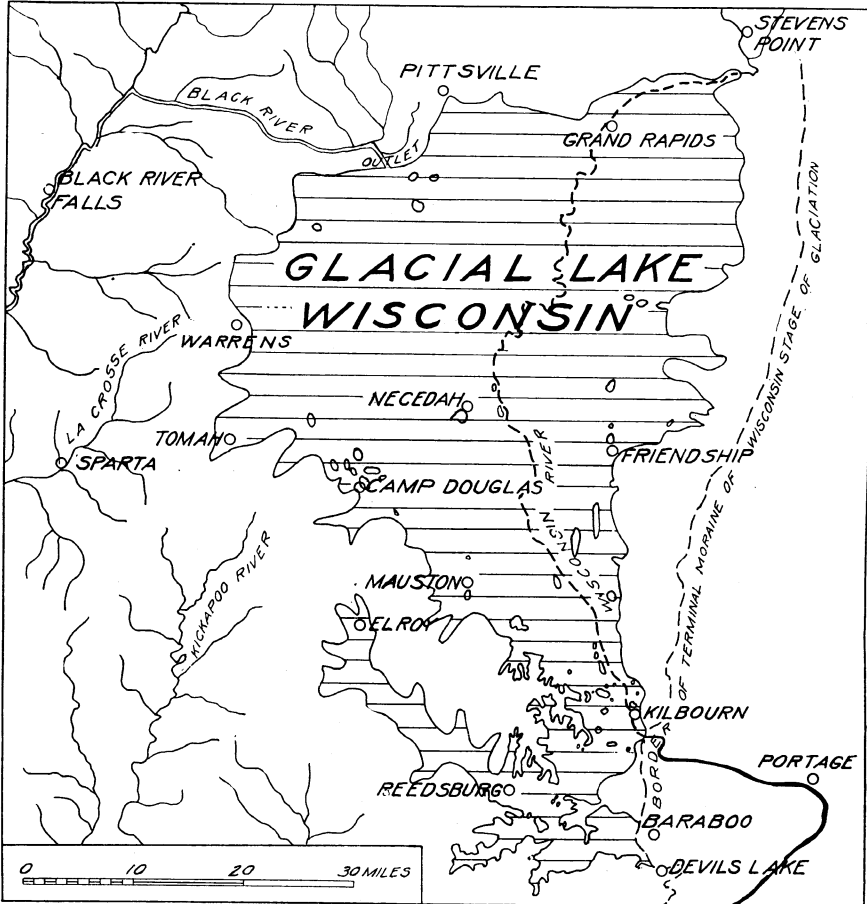 STEVENS
POINT
PITTSVILLE
BLACK RIVER
OUTLET
GRAND RAPIDS
BLACK RIVER
FALLS
GLACIAL LAKE
WISCONSIN
WARRENS
LA CROSSE RIVER
NECEDAH
TOMAH
FRIENDSHIP
SPARTA
CAMP DOUGLAS
WISCONSIN RIVER
BORDER OF TERMINAL MORAINE OF WISCONSIN STAGE OF GLACIATION
KICKAPOO RIVER
MAUSTON
ELROY
KILBOURN
PORTAGE
REEDSBURG
BARABOO
DEVILS LAKE
0 10 20 30 MILES